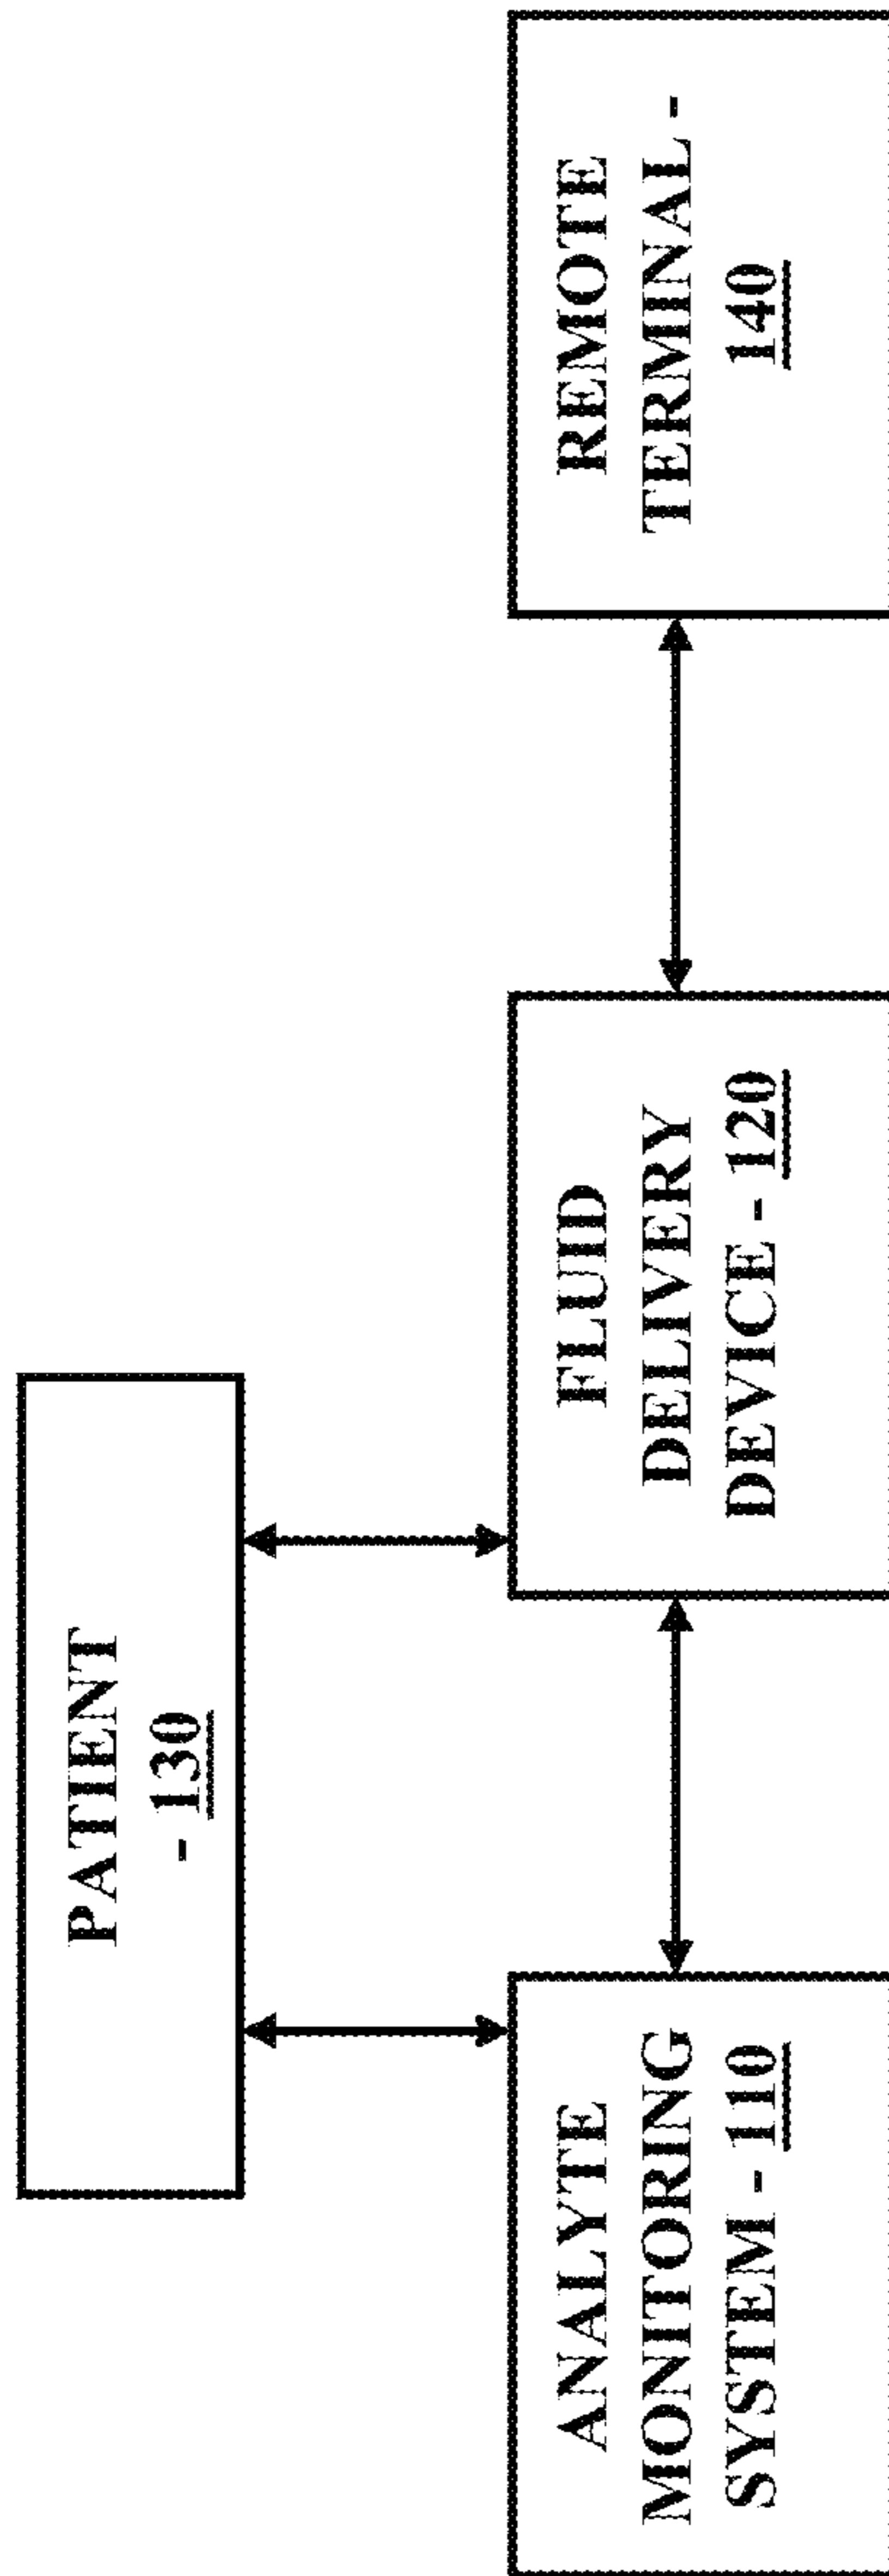 PATIENT
- 130
ANALYTE
MONITORING
SYSTEM - 110
FLUID
DELIVERY
DEVICE - 120
REMOTE
TERMINAL -
140